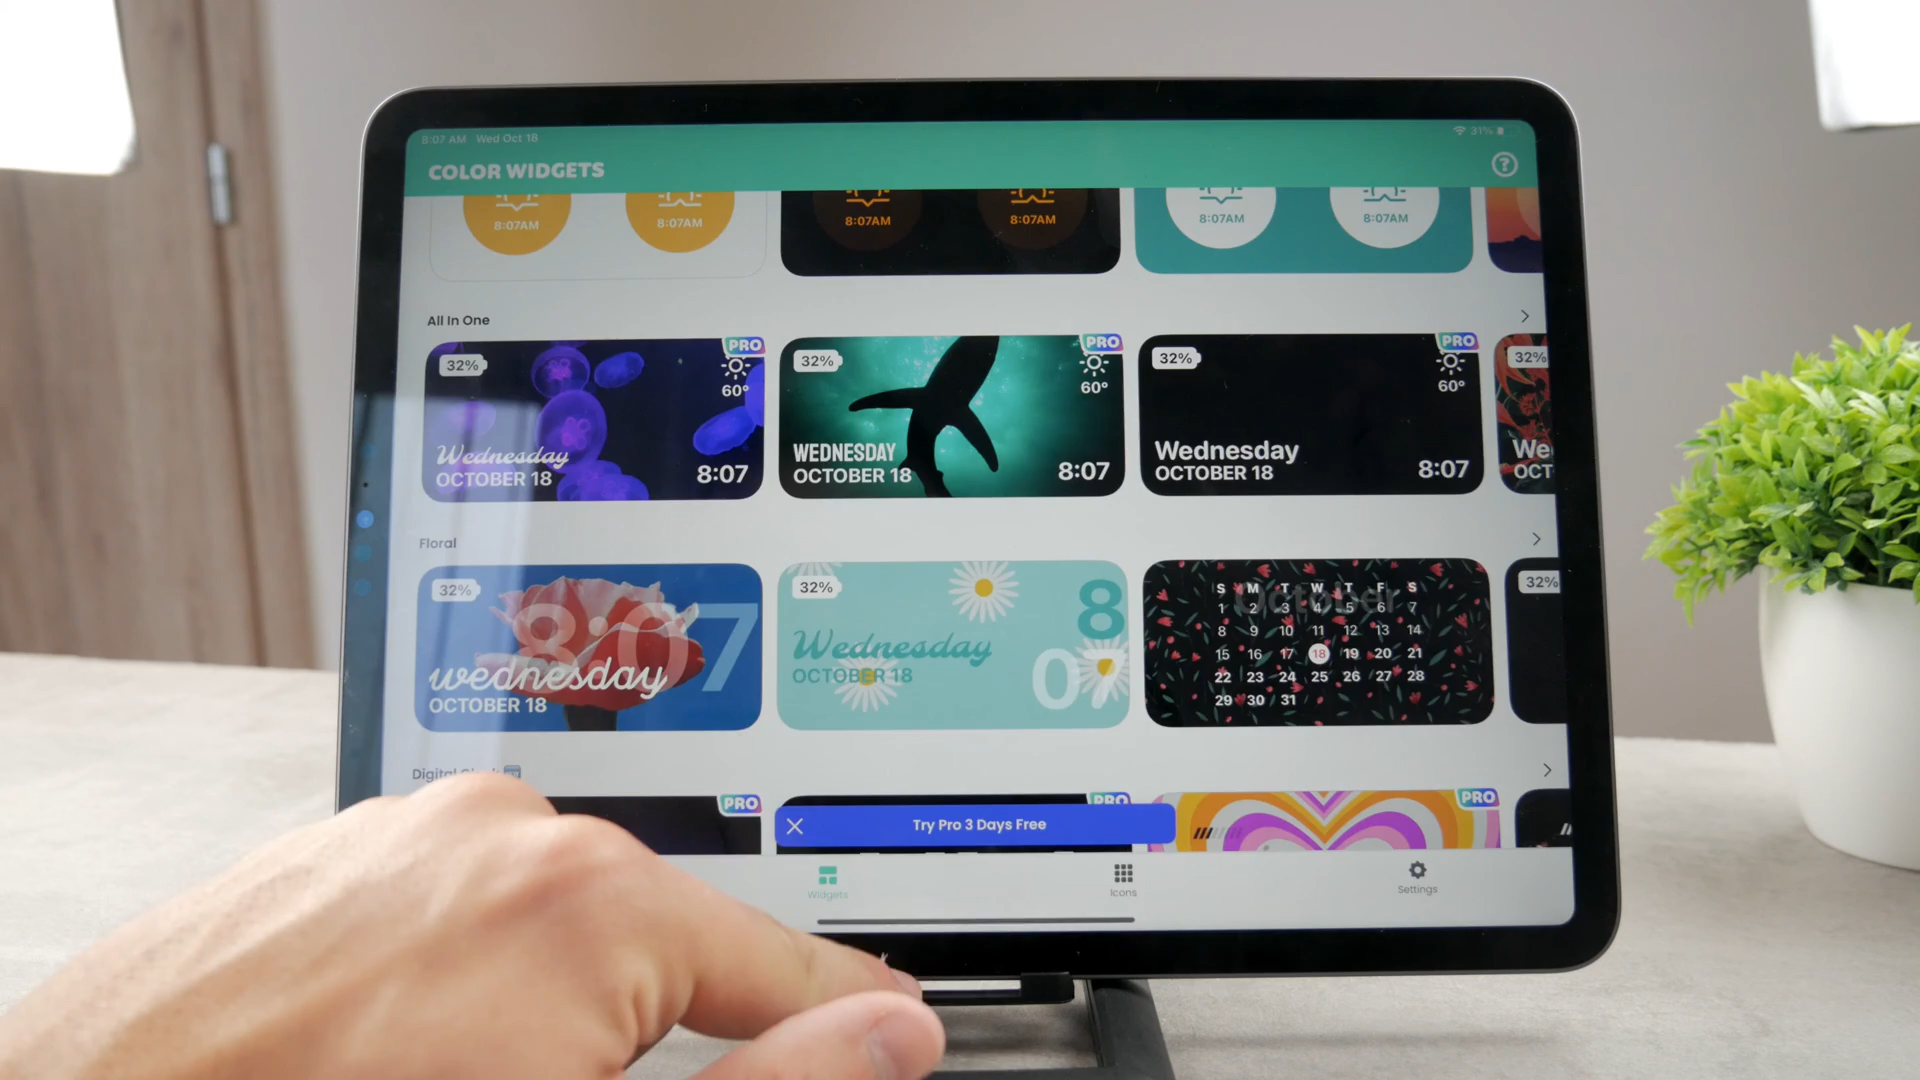 8:07 AM Wed Oct 18
31%
COLOR WIDGETS
?
8:07AM 8:07AM
8:07AM 8:07AM
8:07AM 8:07AM
All In One
PRO
32%
60°
Wednesday
OCTOBER 18
8:07
PRO
32%
60°
WEDNESDAY
OCTOBER 18
8:07
PRO
32%
60°
Wednesday
OCTOBER 18
8:07
32%
Floral
32%
8:07
wednesday
OCTOBER 18
32%
Wednesday
OCTOBER 18
8
07
October
S M T W T F S
1 2 3 4 5 6 7
8 9 10 11 12 13 14
15 16 17 18 19 20 21
22 23 24 25 26 27 28
29 30 31
32%
Digital
PRO
PRO
PRO
Try Pro 3 Days Free
Widgets
Icons
Settings